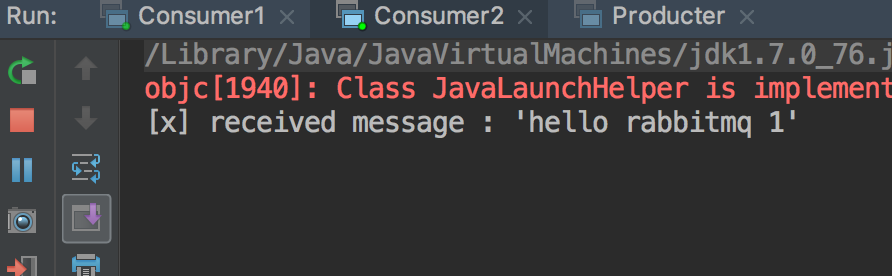 Run: Consumer1 Consumer2 Producter
/Library/Java/JavaVirtualMachines/jdk1.7.0_76.j
objc[1940]: Class JavaLaunchHelper is implement
[x] received message : 'hello rabbitmq 1'